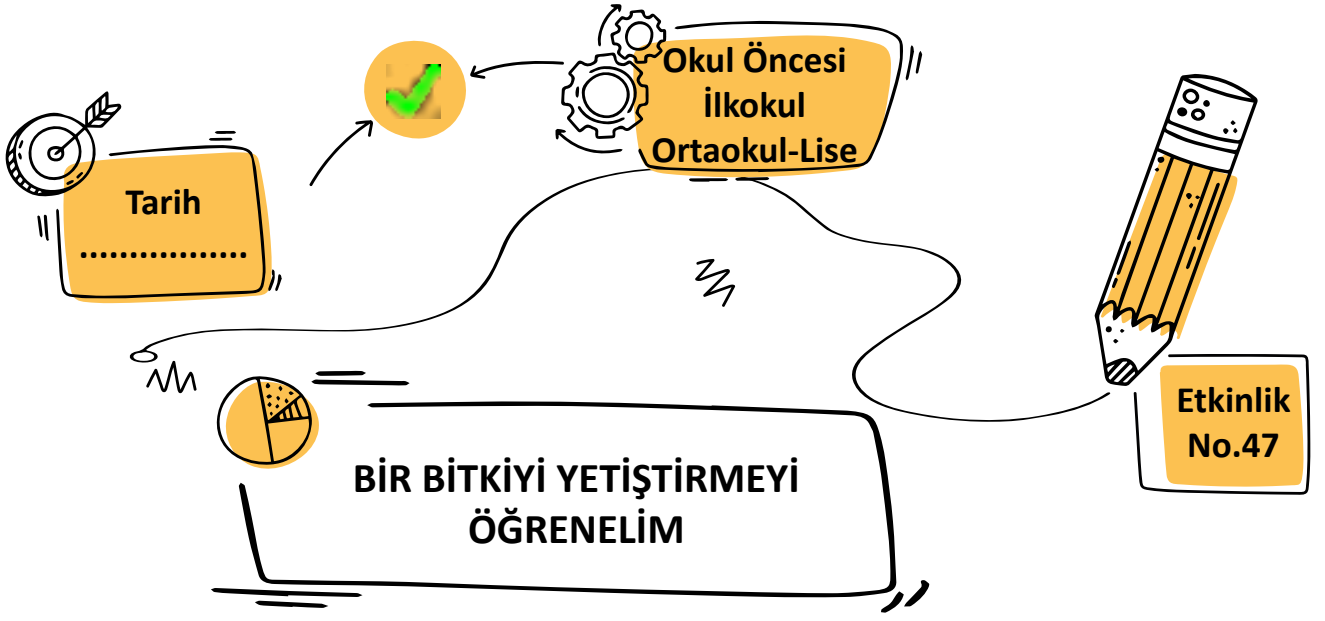 Okul Öncesi
İlkokul
Ortaokul-Lise
Tarih
.................
Etkinlik
No.47
BİR BİTKİYİ YETİŞTİRMEYİ
ÖĞRENELİM